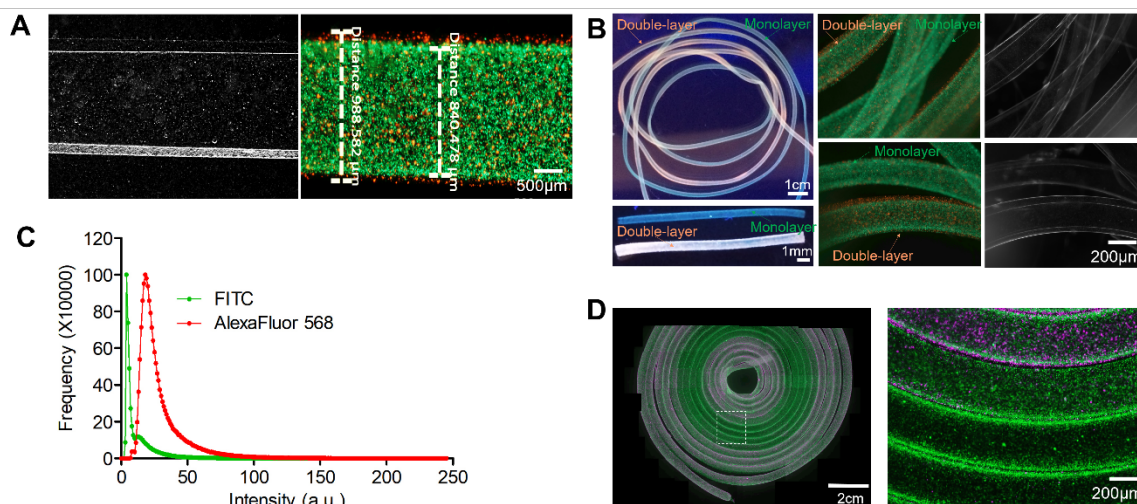 A
Distance 988.582 µm
Distance 840.478 µm
500µm
B
Double-layer
Monolayer
1cm
Double-layer
Monolayer
1mm
Double-layer
Monolayer
Monolayer
Double-layer
200µm
C
120
100
80
60
40
20
0
Frequency (X10000)
FITC
AlexaFluor 568
0
50
100
150
200
250
Intensity (a.u.)
D
2cm
200µm